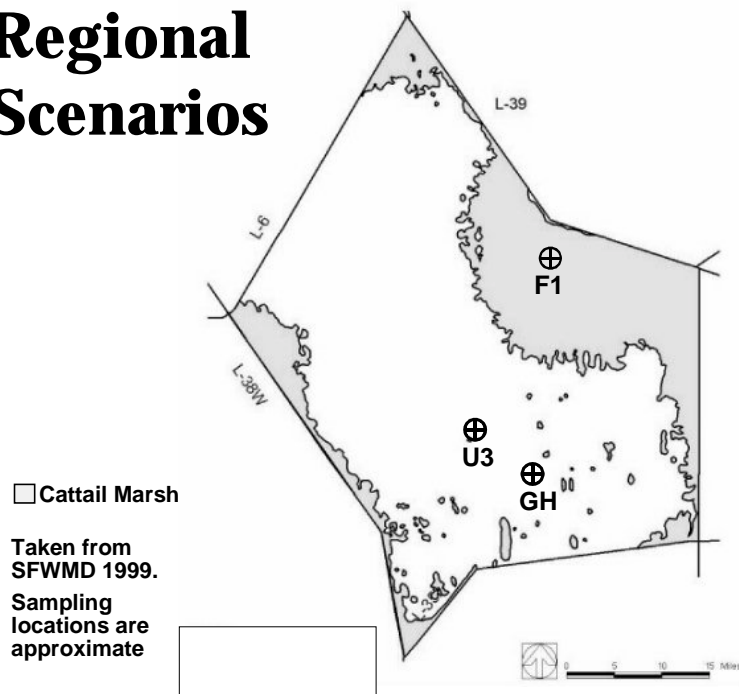 Regional
Scenarios
L-39
L-6
F1
L-38W
U3
GH
Cattail Marsh
Taken from
SFWMD 1999.
Sampling
locations are
approximate
0 5 10 15 Miles